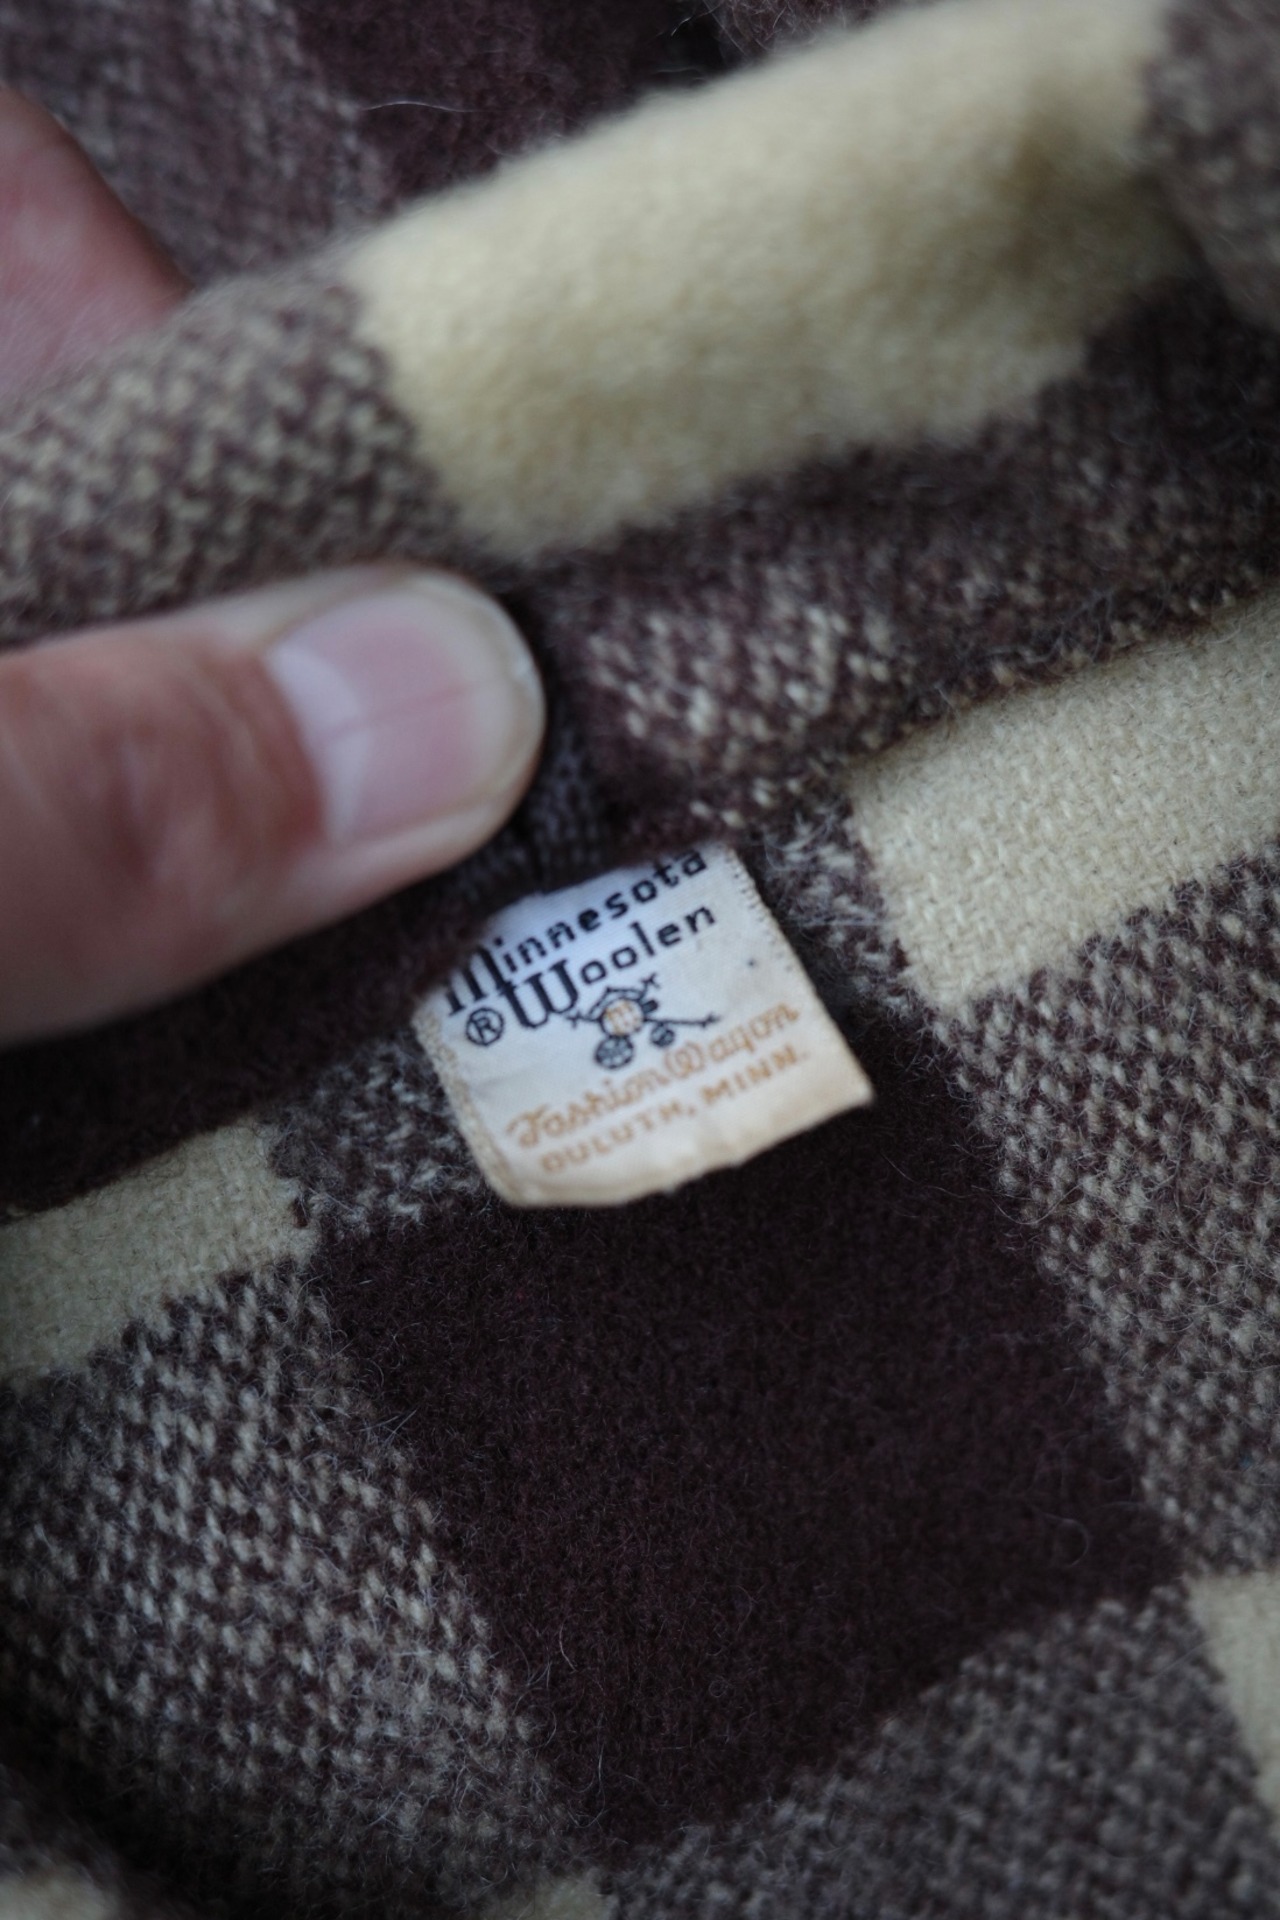 Minnesota
® Woolen
Fashion Wagon
DULUTH, MINN.